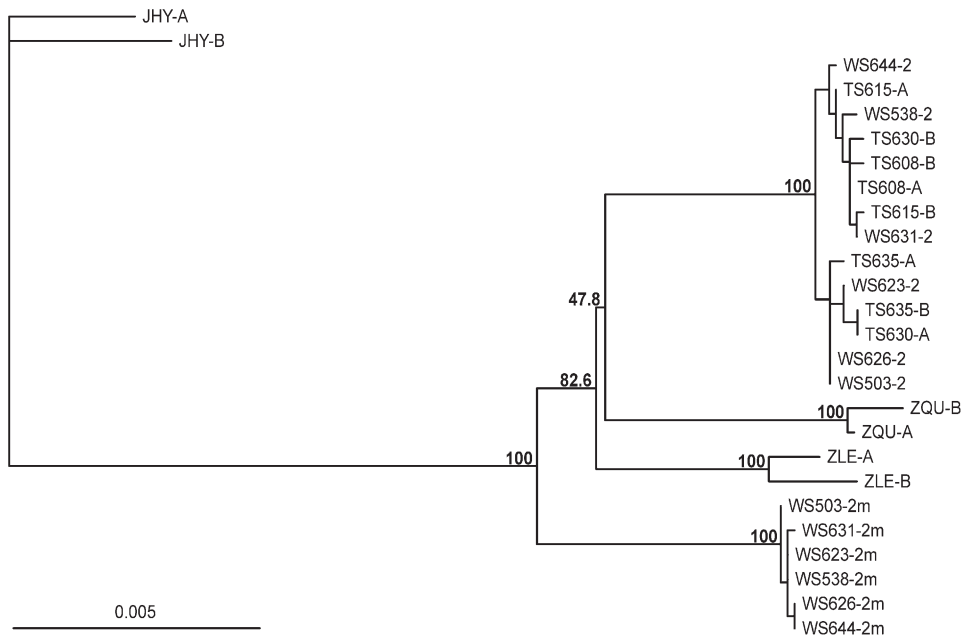 JHY-A
JHY-B
WS644-2
TS615-A
WS538-2
TS630-B
TS608-B
100
TS608-A
TS615-B
WS631-2
TS635-A
WS623-2
47.8
TS635-B
TS630-A
WS626-2
82.6
WS503-2
ZQU-B
100
ZQU-A
ZLE-A
100
100
ZLE-B
WS503-2m
WS631-2m
100
WS623-2m
WS538-2m
WS626-2m
0.005
WS644-2m